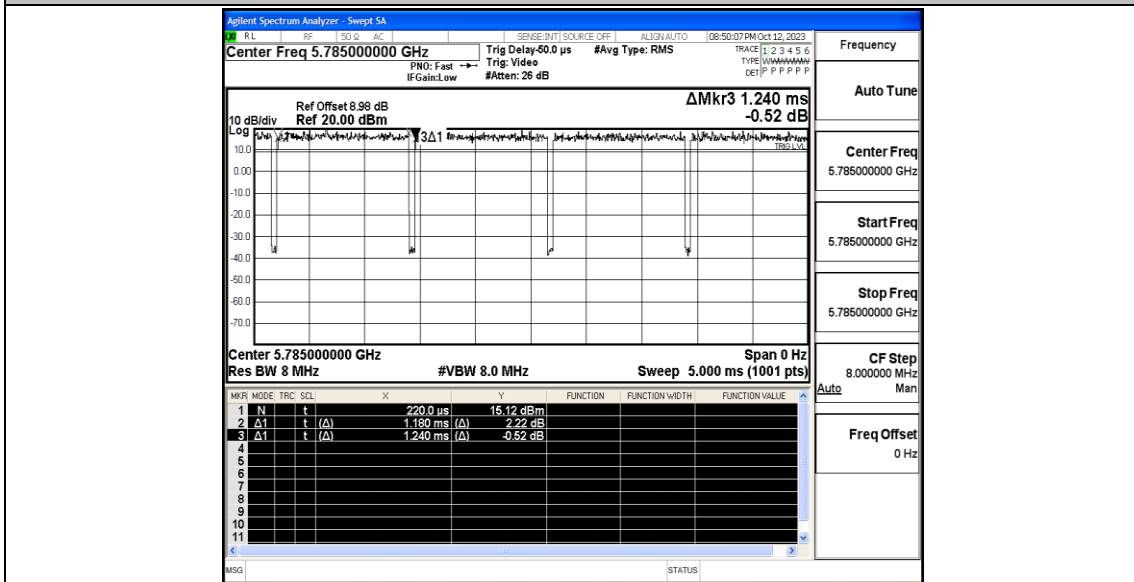 Agilent Spectrum Analyzer - Swept SA
LXI RL RF 50 Ω AC SENSE:INT SOURCE OFF ALIGN AUTO 08:50:07 PM Oct 12, 2023
Center Freq 5.785000000 GHz
PNO: Fast
IFGain:Low
Trig Delay-50.0 µs #Avg Type: RMS
Trig: Video
#Atten: 26 dB
TRACE 1 2 3 4 5 6
TYPE WWWWWW
DET P P P P P P
Frequency
Auto Tune
Center Freq
5.785000000 GHz
Start Freq
5.785000000 GHz
Stop Freq
5.785000000 GHz
CF Step
8.000000 MHz
Auto Man
Freq Offset
0 Hz
ΔMkr3 1.240 ms
-0.52 dB
Ref Offset 8.98 dB
10 dB/div Ref 20.00 dBm
Log
3Δ1
TRIG LVL
10.0
0.00
-10.0
-20.0
-30.0
-40.0
-50.0
-60.0
-70.0
Center 5.785000000 GHz Span 0 Hz
Res BW 8 MHz #VBW 8.0 MHz Sweep 5.000 ms (1001 pts)
MKR MODE TRC SCL X Y FUNCTION FUNCTION WIDTH FUNCTION VALUE
1 N t 220.0 µs 15.12 dBm
2 Δ1 t (Δ) 1.180 ms (Δ) 2.22 dB
3 Δ1 t (Δ) 1.240 ms (Δ) -0.52 dB
4
5
6
7
8
9
10
11
MSG STATUS